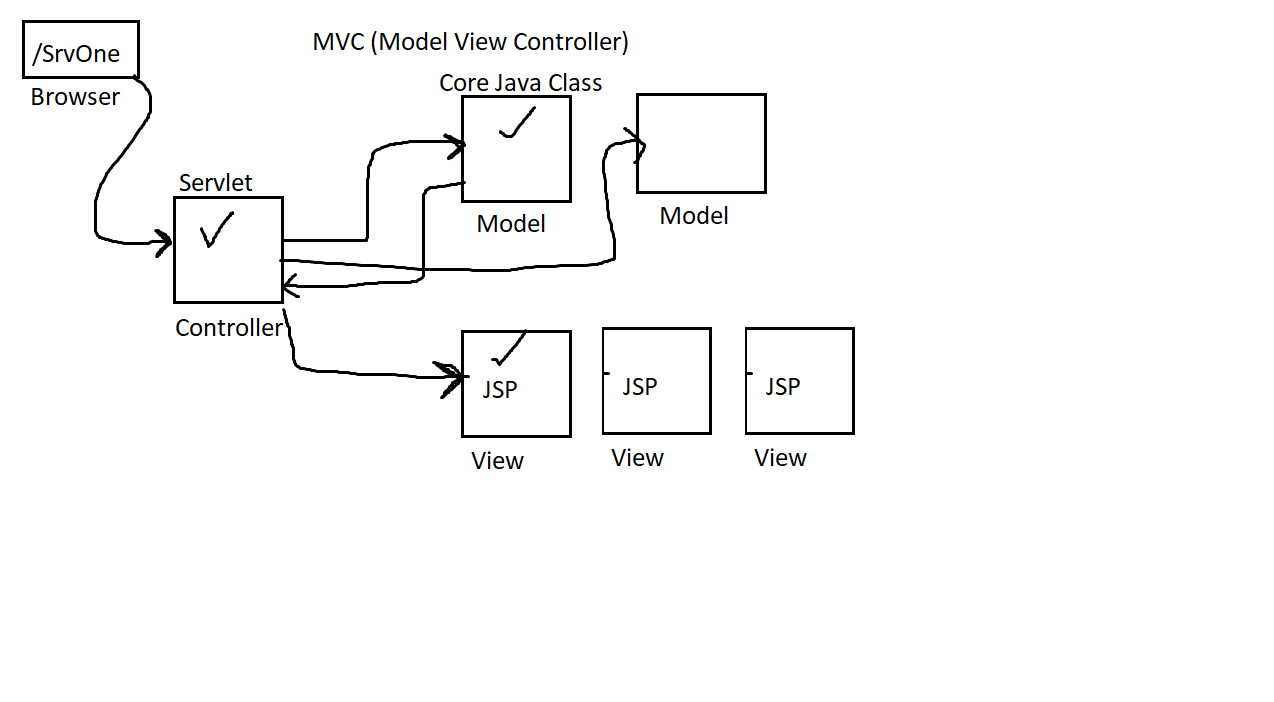 /SrvOne
Browser
MVC (Model View Controller)
Core Java Class
Model
Model
Servlet
Controller
JSP
View
JSP
View
JSP
View